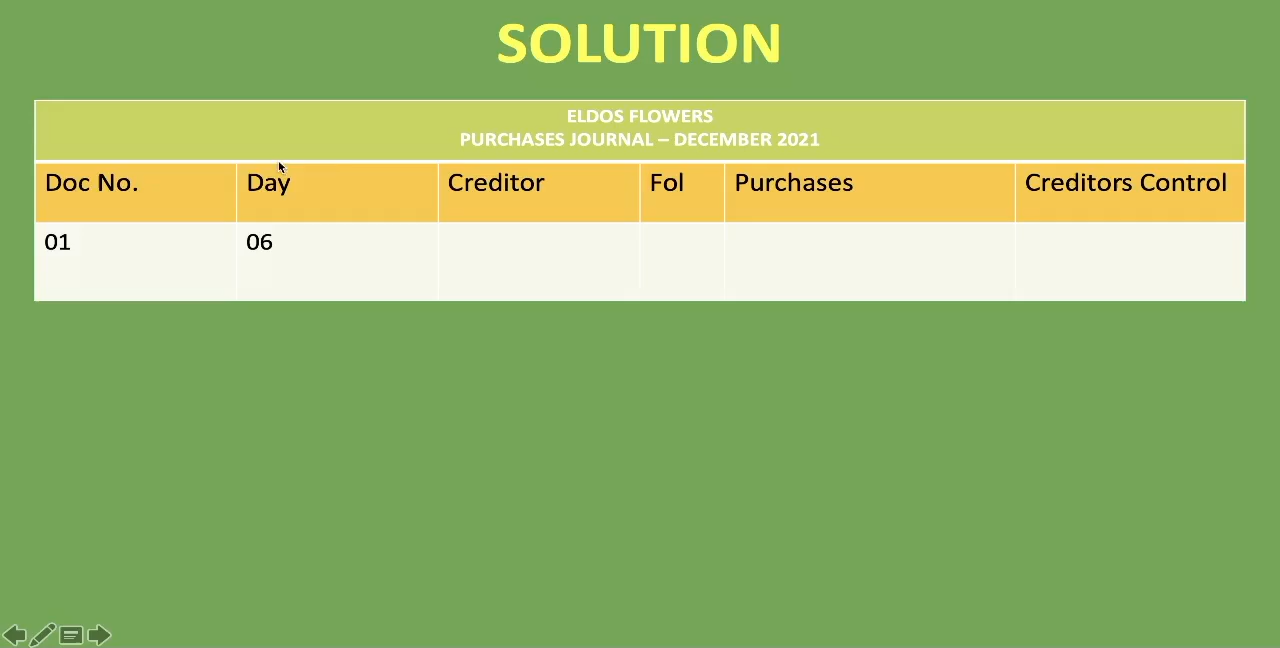 SOLUTION
ELDOS FLOWERS
PURCHASES JOURNAL – DECEMBER 2021
Doc No. Day Creditor Fol Purchases Creditors Control
01 06